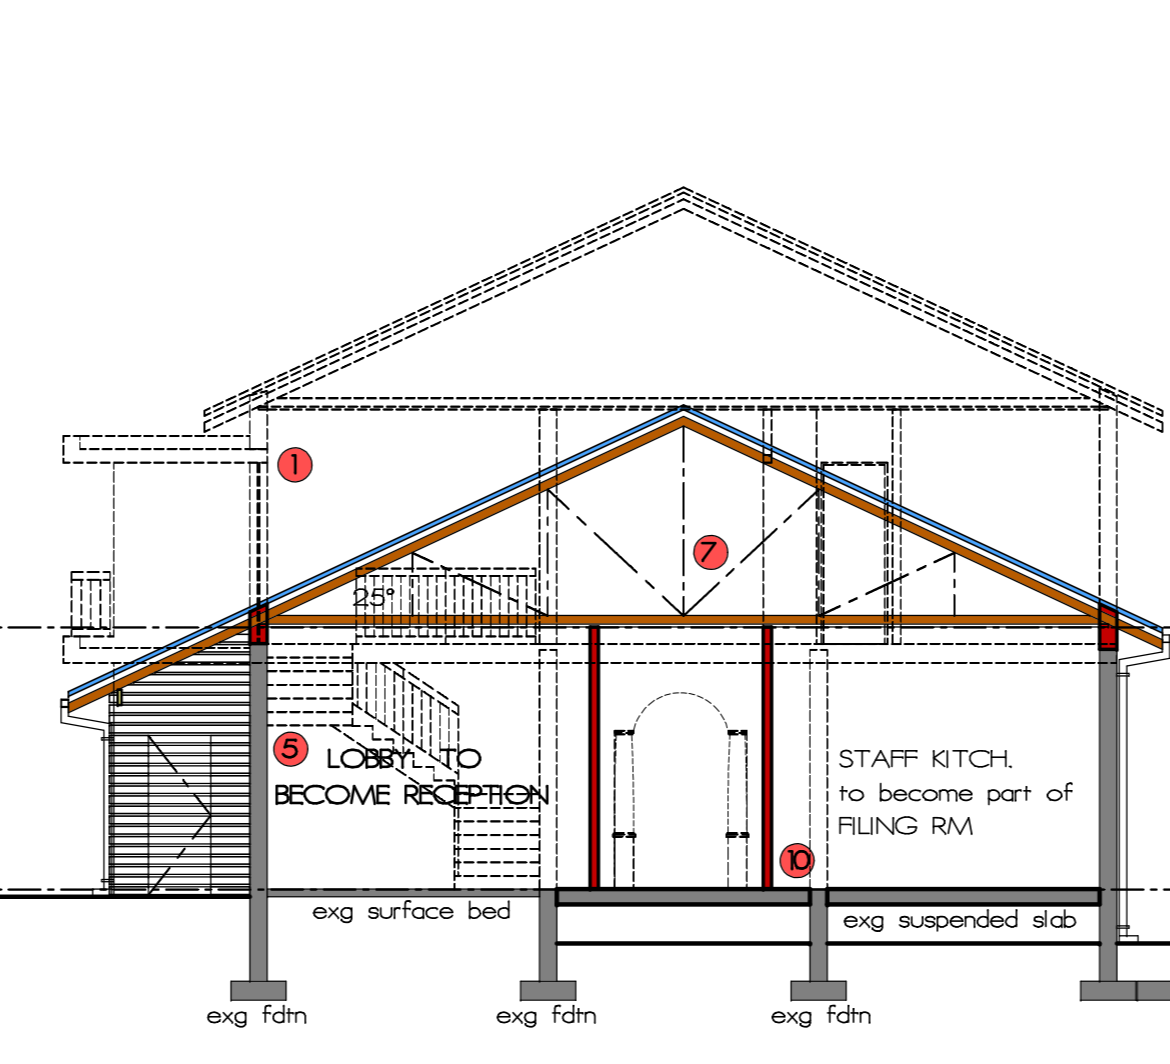 1
7
25°
5
LOBBY TO
BECOME RECEPTION
STAFF KITCH.
to become part of
FILING RM
10
exg surface bed
exg suspended slab
exg fdtn
exg fdtn
exg fdtn